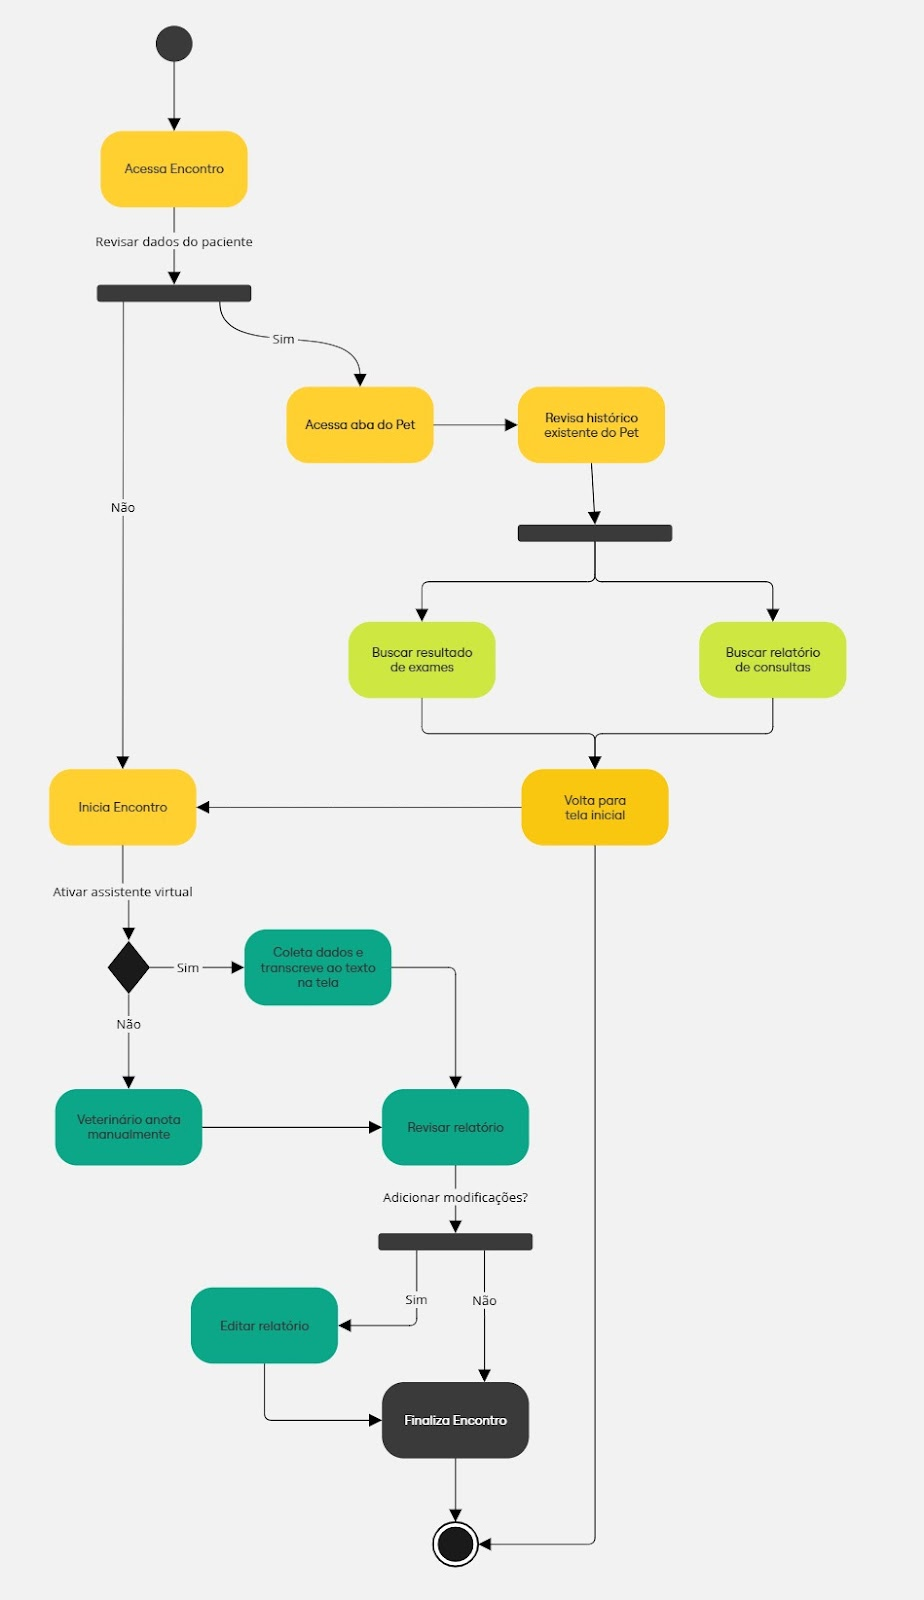 Acessa Encontro
Revisar dados do paciente
Sim
Acessa aba do Pet
Revisa histórico
existente do Pet
Não
Buscar resultado
de exames
Buscar relatório
de consultas
Inicia Encontro
Volta para
tela inicial
Ativar assistente virtual
Sim
Coleta dados e
transcreve ao texto
na tela
Não
Veterinário anota
manualmente
Revisar relatório
Adicionar modificações?
Sim
Não
Editar relatório
Finaliza Encontro